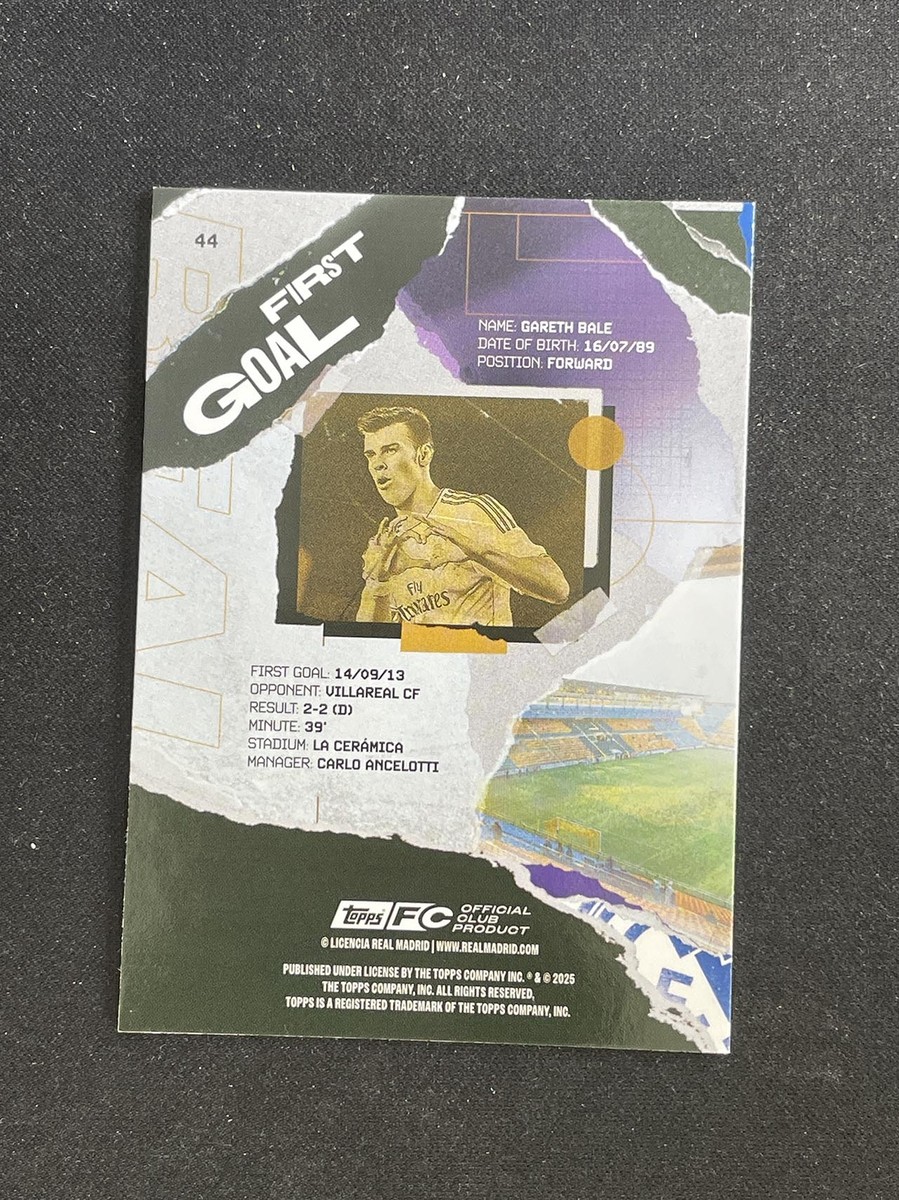 44
FIRST
GOAL
NAME: GARETH BALE
DATE OF BIRTH: 16/07/89
POSITION: FORWARD
Fly
Emirates
FIRST GOAL: 14/09/13
OPPONENT: VILLAREAL CF
RESULT: 2-2 (D)
MINUTE: 39'
STADIUM: LA CERÁMICA
MANAGER: CARLO ANCELOTTI
Topps FC OFFICIAL
CLUB
PRODUCT
© LICENCIA REAL MADRID | WWW.REALMADRID.COM
PUBLISHED UNDER LICENSE BY THE TOPPS COMPANY INC. ® & © 2025
THE TOPPS COMPANY, INC. ALL RIGHTS RESERVED,
TOPPS IS A REGISTERED TRADEMARK OF THE TOPPS COMPANY, INC.